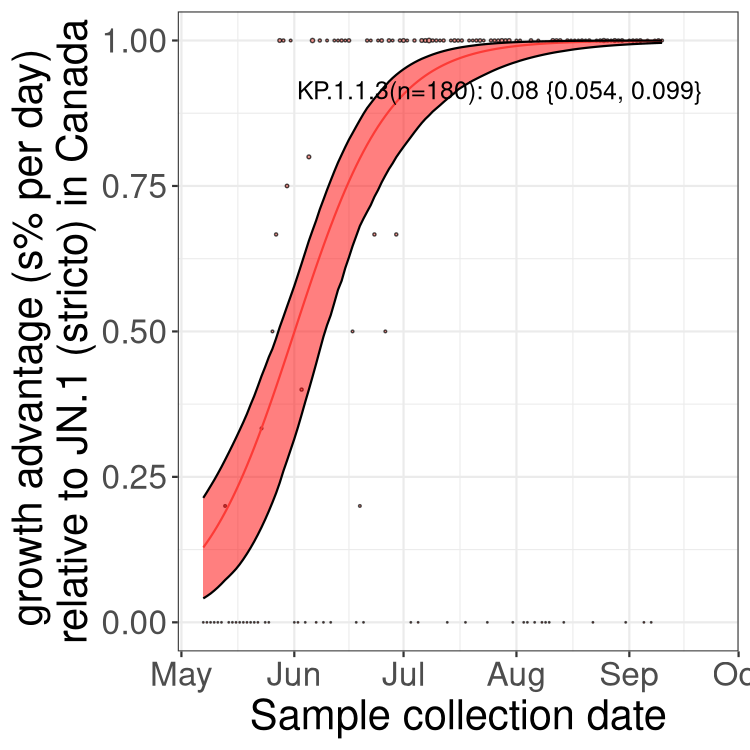 growth advantage (s% per day)
relative to JN.1 (stricto) in Canada
1.00
0.75
0.50
0.25
0.00
KP.1.1.3(n=180): 0.08 {0.054, 0.099}
May Jun Jul Aug Sep Oc
Sample collection date